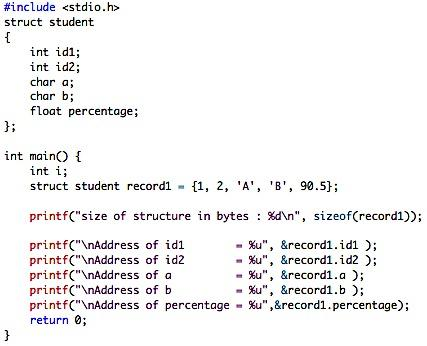 #include <stdio.h>
struct student
{
    int id1;
    int id2;
    char a;
    char b;
    float percentage;
};
int main() {
    int i;
    struct student record1 = {1, 2, 'A', 'B', 90.5};
    printf("size of structure in bytes : %d\n", sizeof(record1));
    printf("\nAddress of id1        = %u", &record1.id1 );
    printf("\nAddress of id2        = %u", &record1.id2 );
    printf("\nAddress of a          = %u", &record1.a );
    printf("\nAddress of b          = %u", &record1.b );
    printf("\nAddress of percentage = %u",&record1.percentage);
    return 0;
}